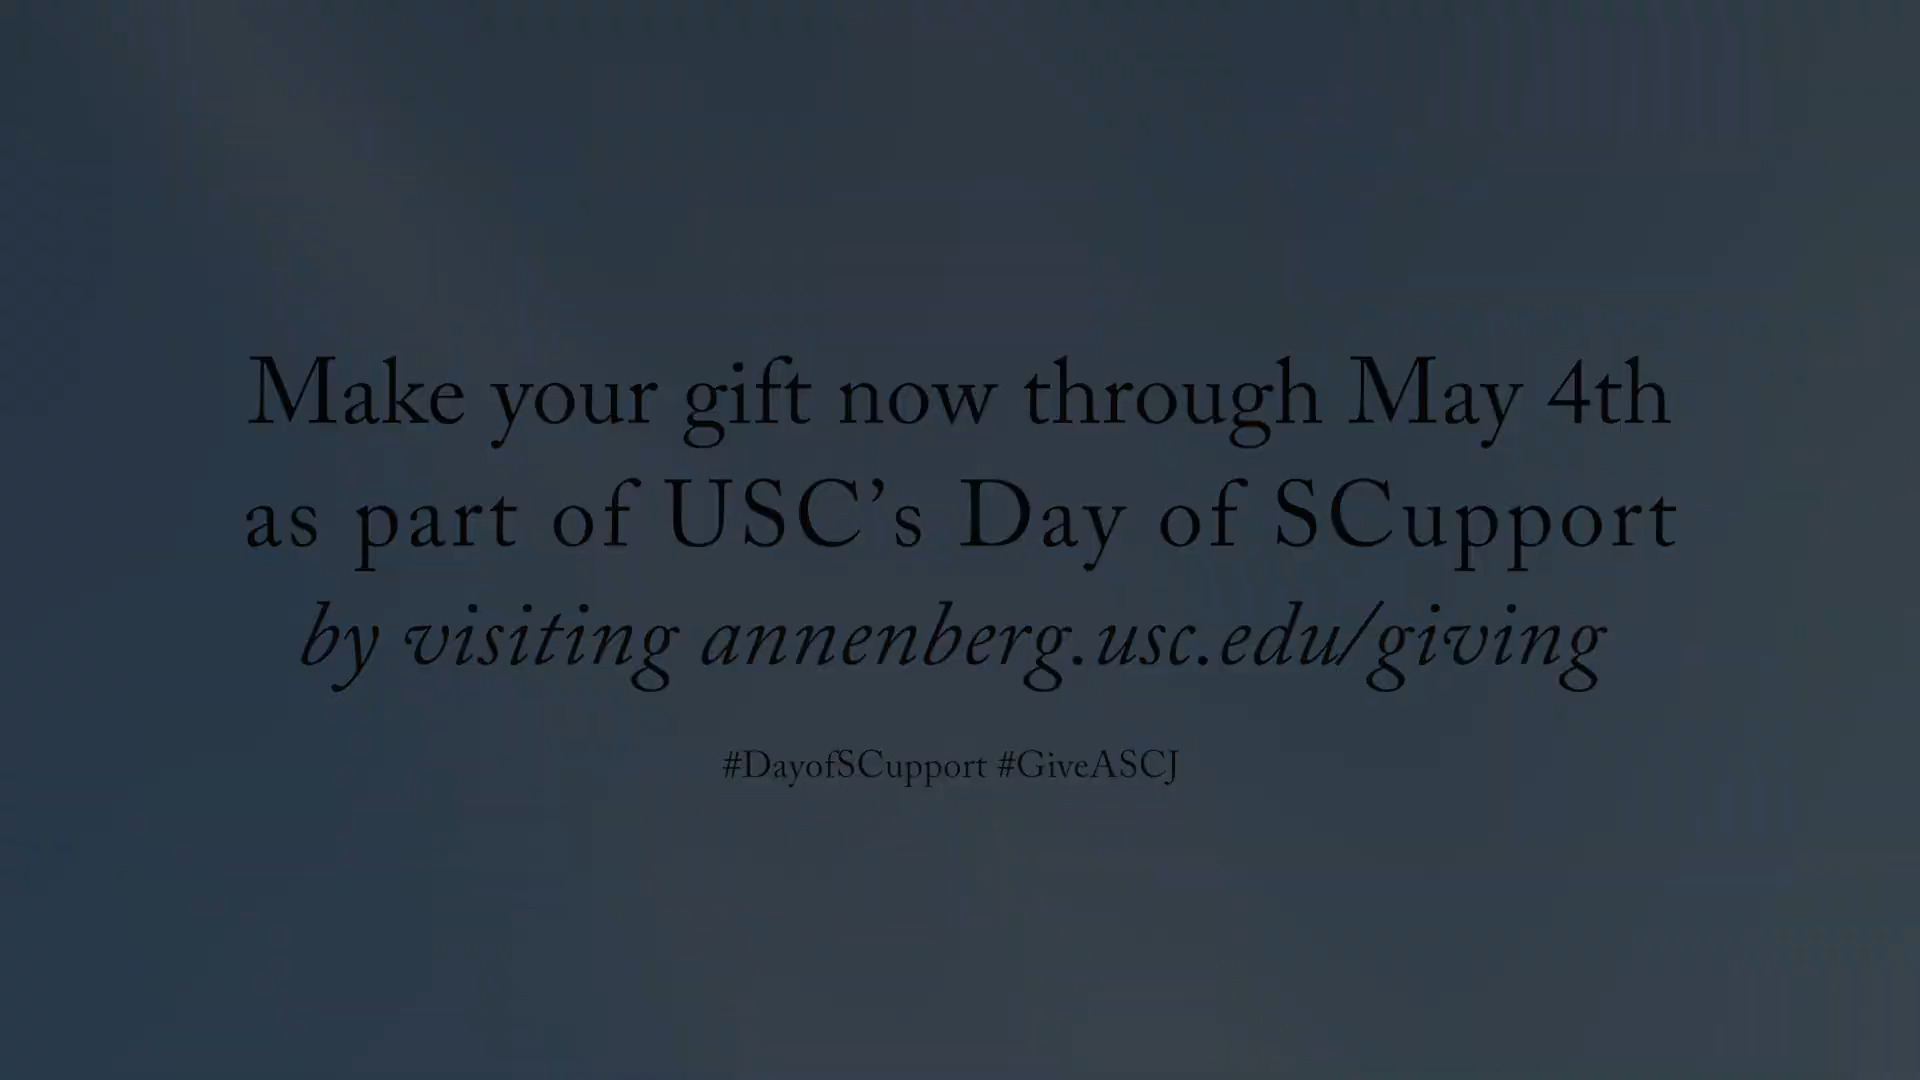 Make your gift now through May 4th
as part of USC’s Day of SCupport
by visiting annenberg.usc.edu/giving
#DayofSCupport #GiveASCJ